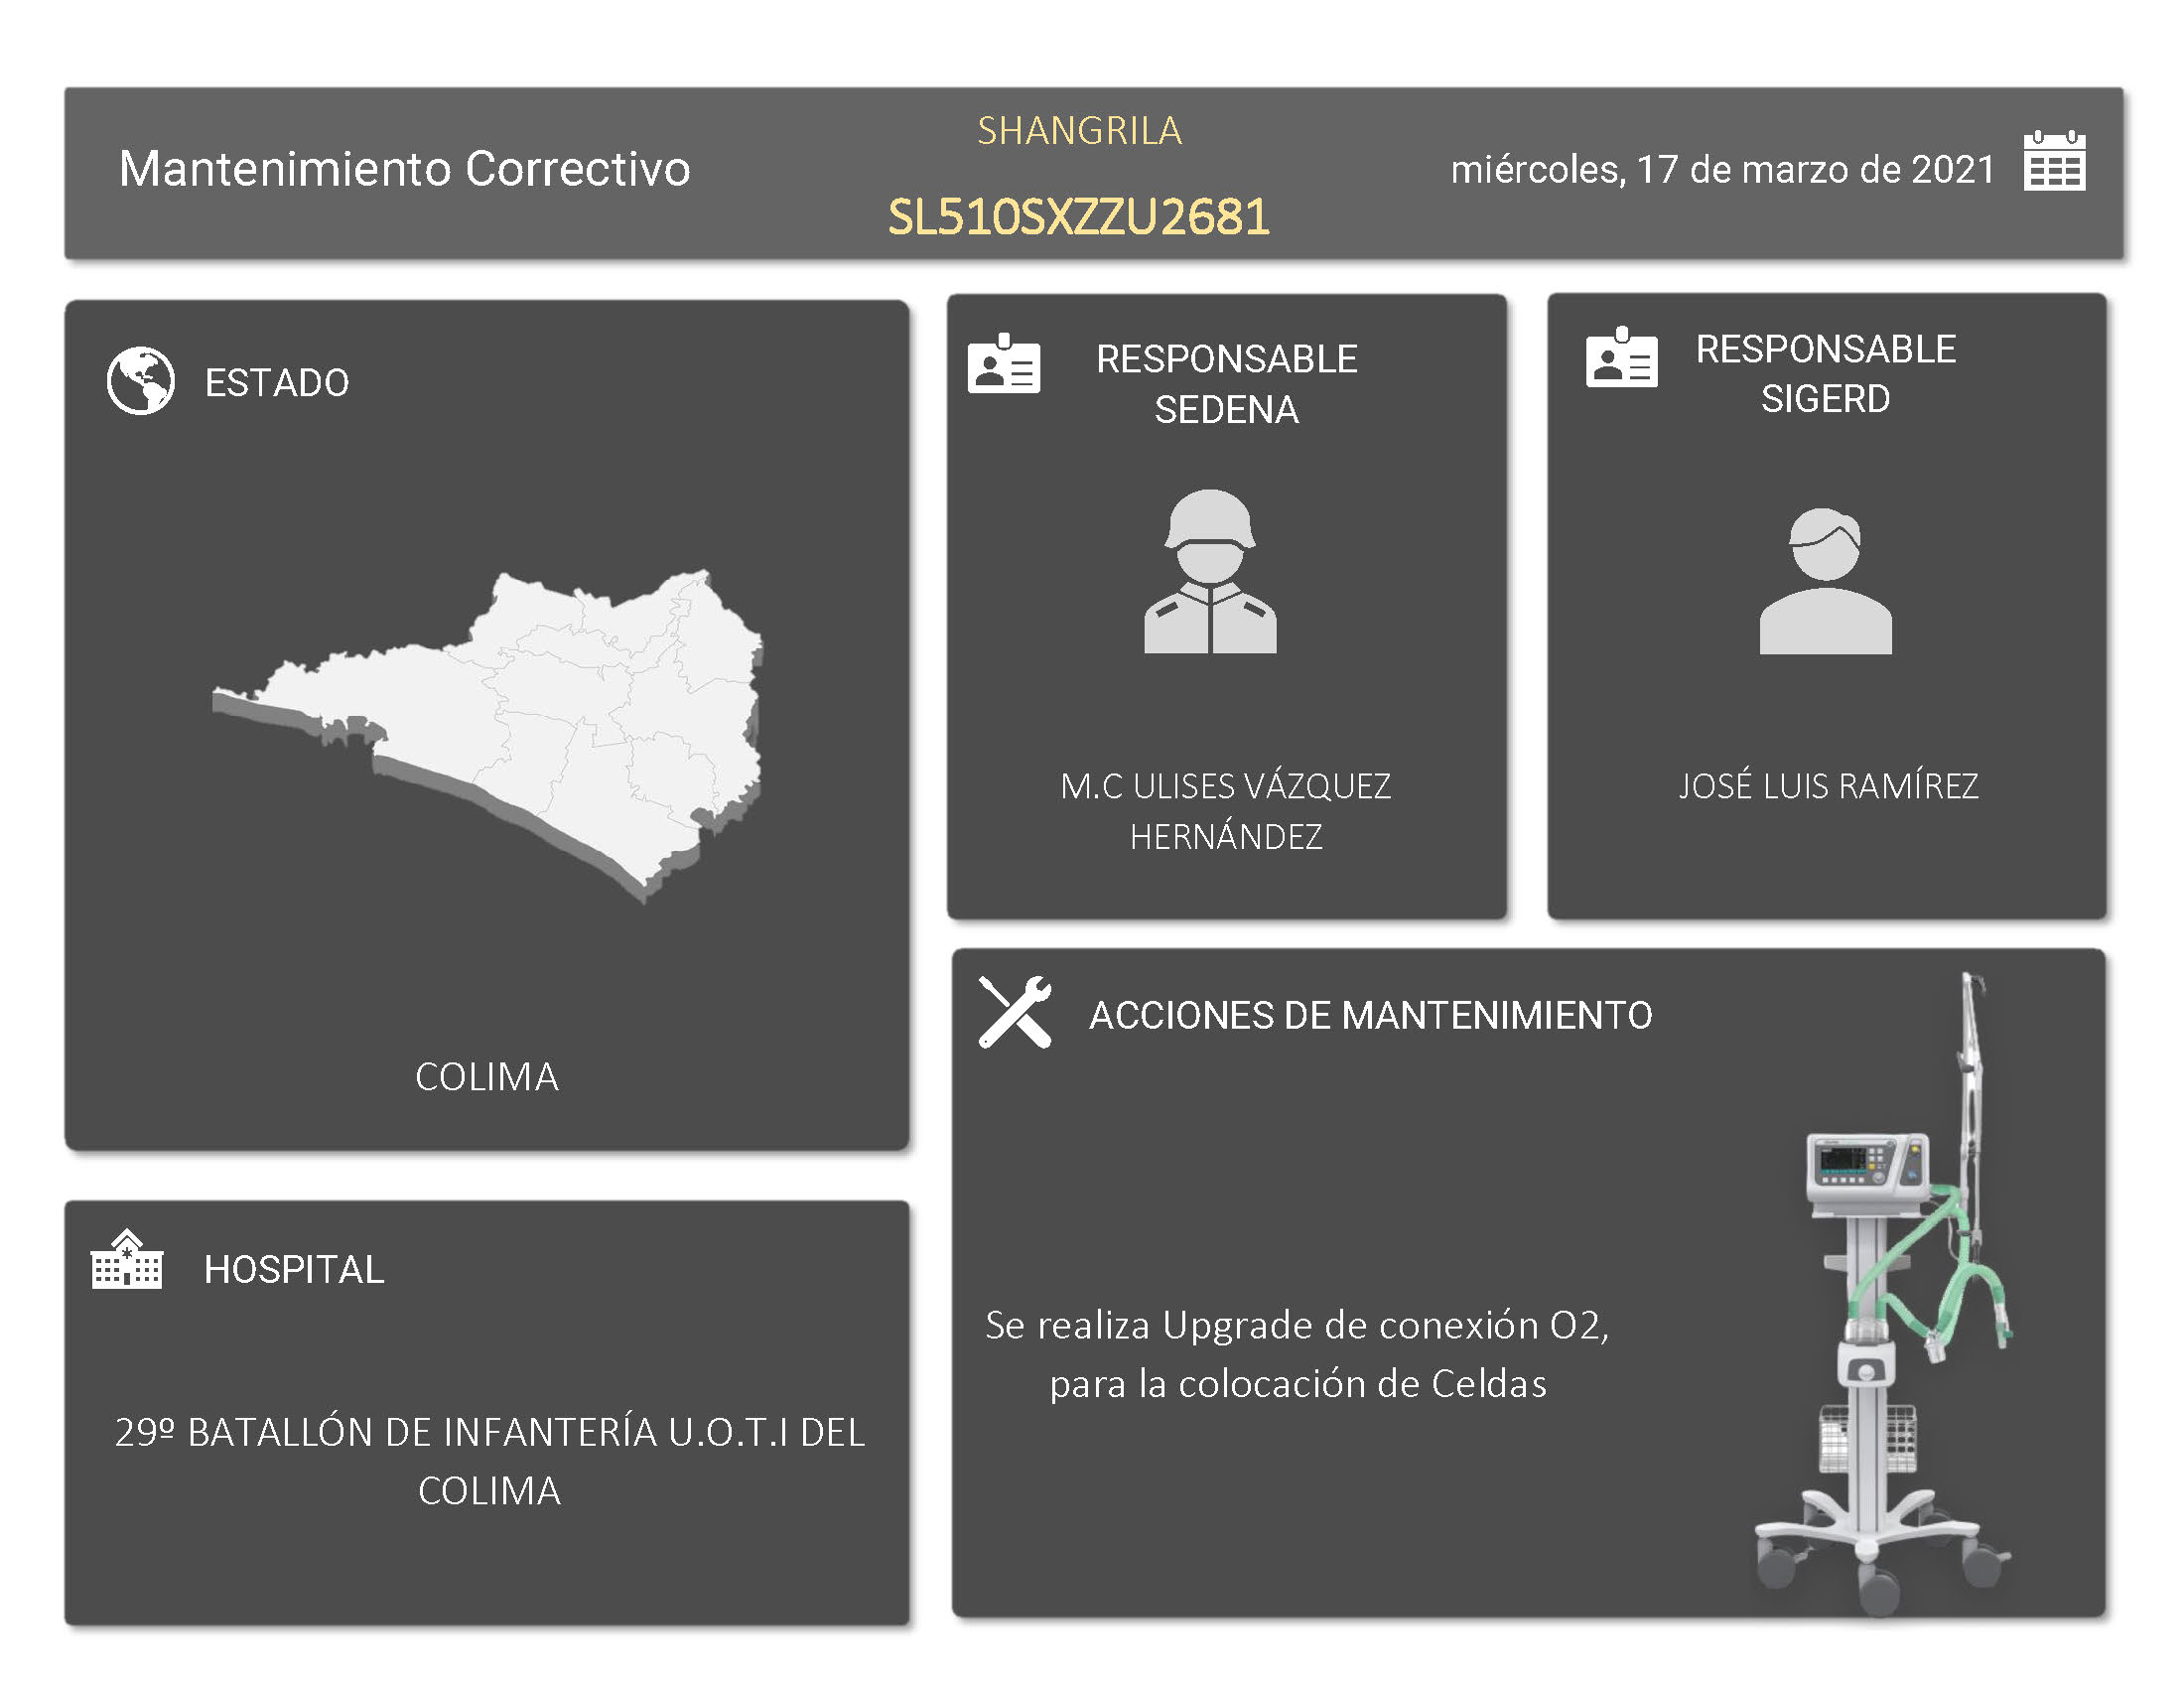 Mantenimiento Correctivo
SHANGRILA
SL510SXZZU2681
miércoles, 17 de marzo de 2021
ESTADO
COLIMA
RESPONSABLE
SEDENA
M.C ULISES VÁZQUEZ
HERNÁNDEZ
RESPONSABLE
SIGERD
JOSÉ LUIS RAMÍREZ
HOSPITAL
29º BATALLÓN DE INFANTERÍA U.O.T.I DEL
COLIMA
ACCIONES DE MANTENIMIENTO
Se realiza Upgrade de conexión O2,
para la colocación de Celdas